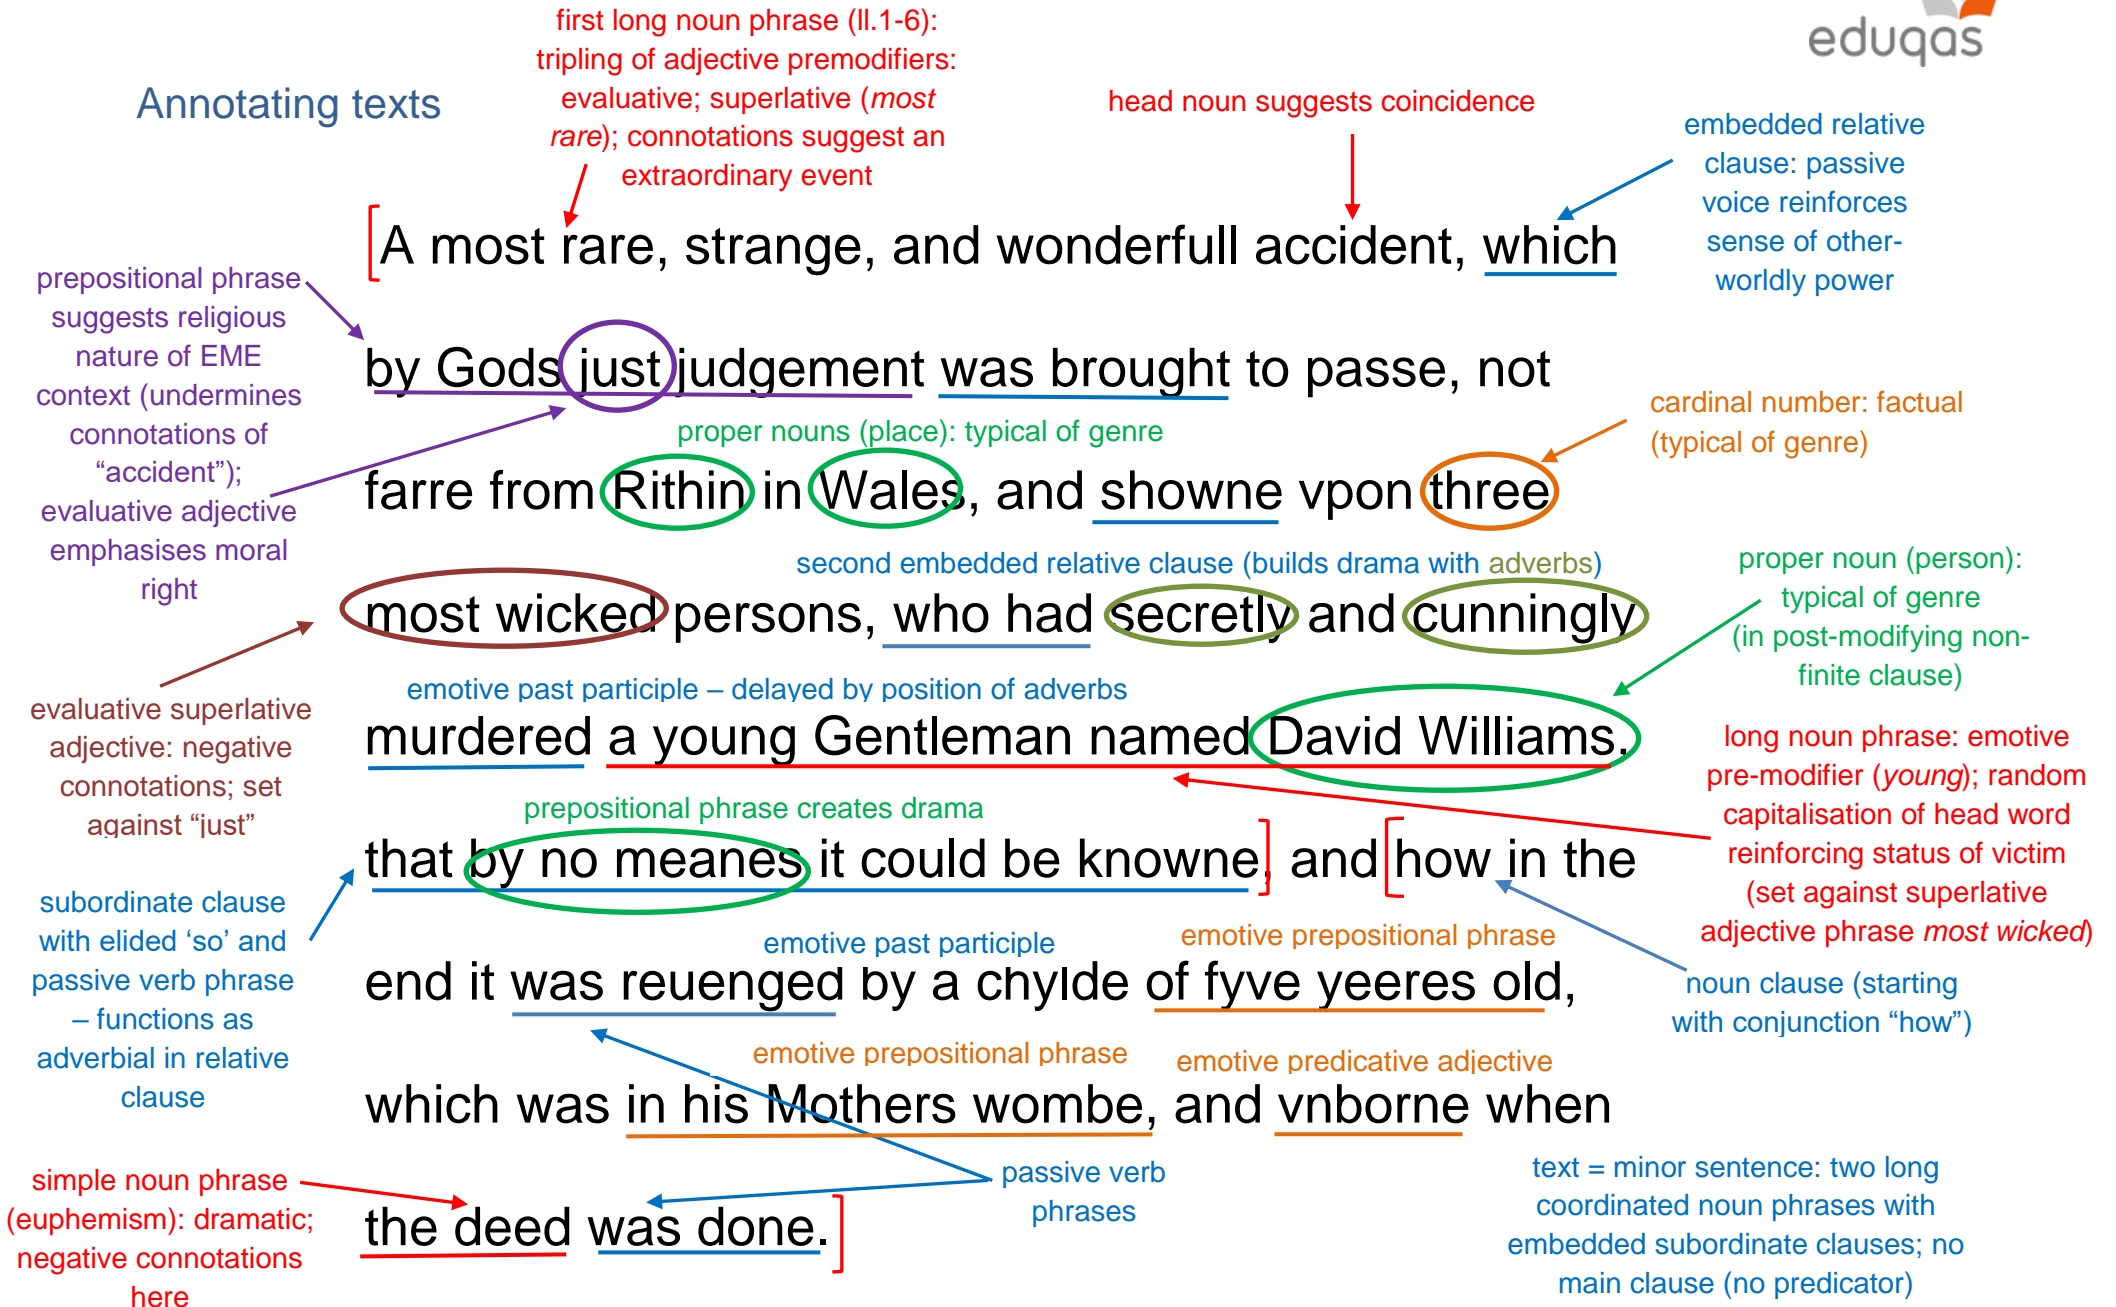 eduqas
Annotating texts
first long noun phrase (ll.1-6):
tripling of adjective premodifiers:
evaluative; superlative (most
rare); connotations suggest an
extraordinary event
head noun suggests coincidence
embedded relative
clause: passive
voice reinforces
sense of other-
worldly power
A most rare, strange, and wonderfull accident, which
prepositional phrase
suggests religious
nature of EME
context (undermines
connotations of
“accident”);
evaluative adjective
emphasises moral
right
by Gods just judgement was brought to passe, not
cardinal number: factual
(typical of genre)
proper nouns (place): typical of genre
farre from Rithin in Wales, and showne vpon three
second embedded relative clause (builds drama with adverbs)
proper noun (person):
typical of genre
(in post-modifying non-
finite clause)
most wicked persons, who had secretly and cunningly
evaluative superlative
adjective: negative
connotations; set
against “just”
emotive past participle – delayed by position of adverbs
murdered a young Gentleman named David Williams.
long noun phrase: emotive
pre-modifier (young); random
capitalisation of head word
reinforcing status of victim
(set against superlative
adjective phrase most wicked)
prepositional phrase creates drama
that by no meanes it could be knowne, and how in the
subordinate clause
with elided ‘so’ and
passive verb phrase
– functions as
adverbial in relative
clause
emotive past participle
emotive prepositional phrase
end it was reuenged by a chylde of fyve yeeres old,
noun clause (starting
with conjunction “how”)
emotive prepositional phrase
emotive predicative adjective
which was in his Mothers wombe, and vnborne when
simple noun phrase
(euphemism): dramatic;
negative connotations
here
passive verb
phrases
the deed was done.
text = minor sentence: two long
coordinated noun phrases with
embedded subordinate clauses; no
main clause (no predicator)